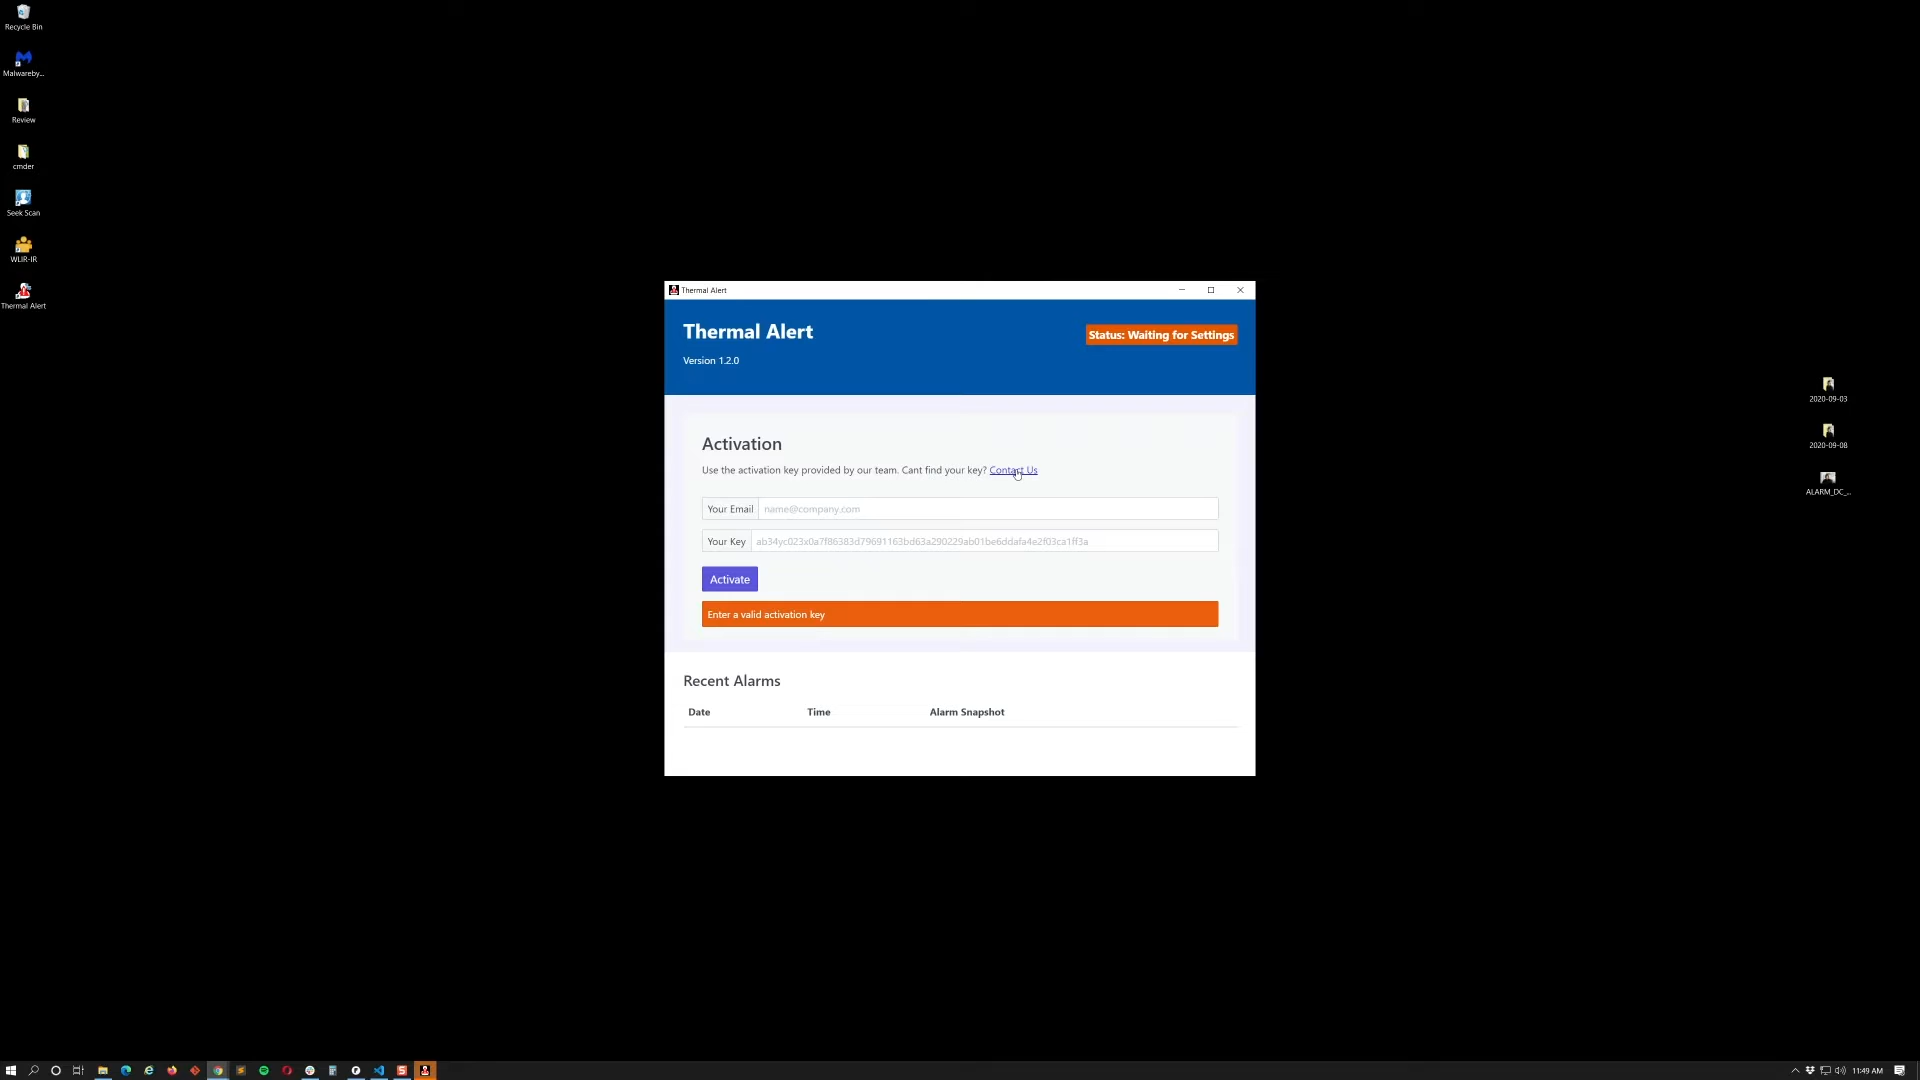 Recycle Bin
Malwareby...
Review
cmder
Seek Scan
WLIR-IR
Thermal Alert
Thermal Alert
Thermal Alert
Status: Waiting for Settings
Version 1.2.0
Activation
Use the activation key provided by our team. Cant find your key? Contact Us
Your Email name@company.com
Your Key ab34yc023x0a7f86383d79691163bd63a290229ab01be6ddafa4e2f03ca1ff3a
Activate
Enter a valid activation key
Recent Alarms
Date Time Alarm Snapshot
2020-09-03
2020-09-08
ALARM_DC_...
11:49 AM